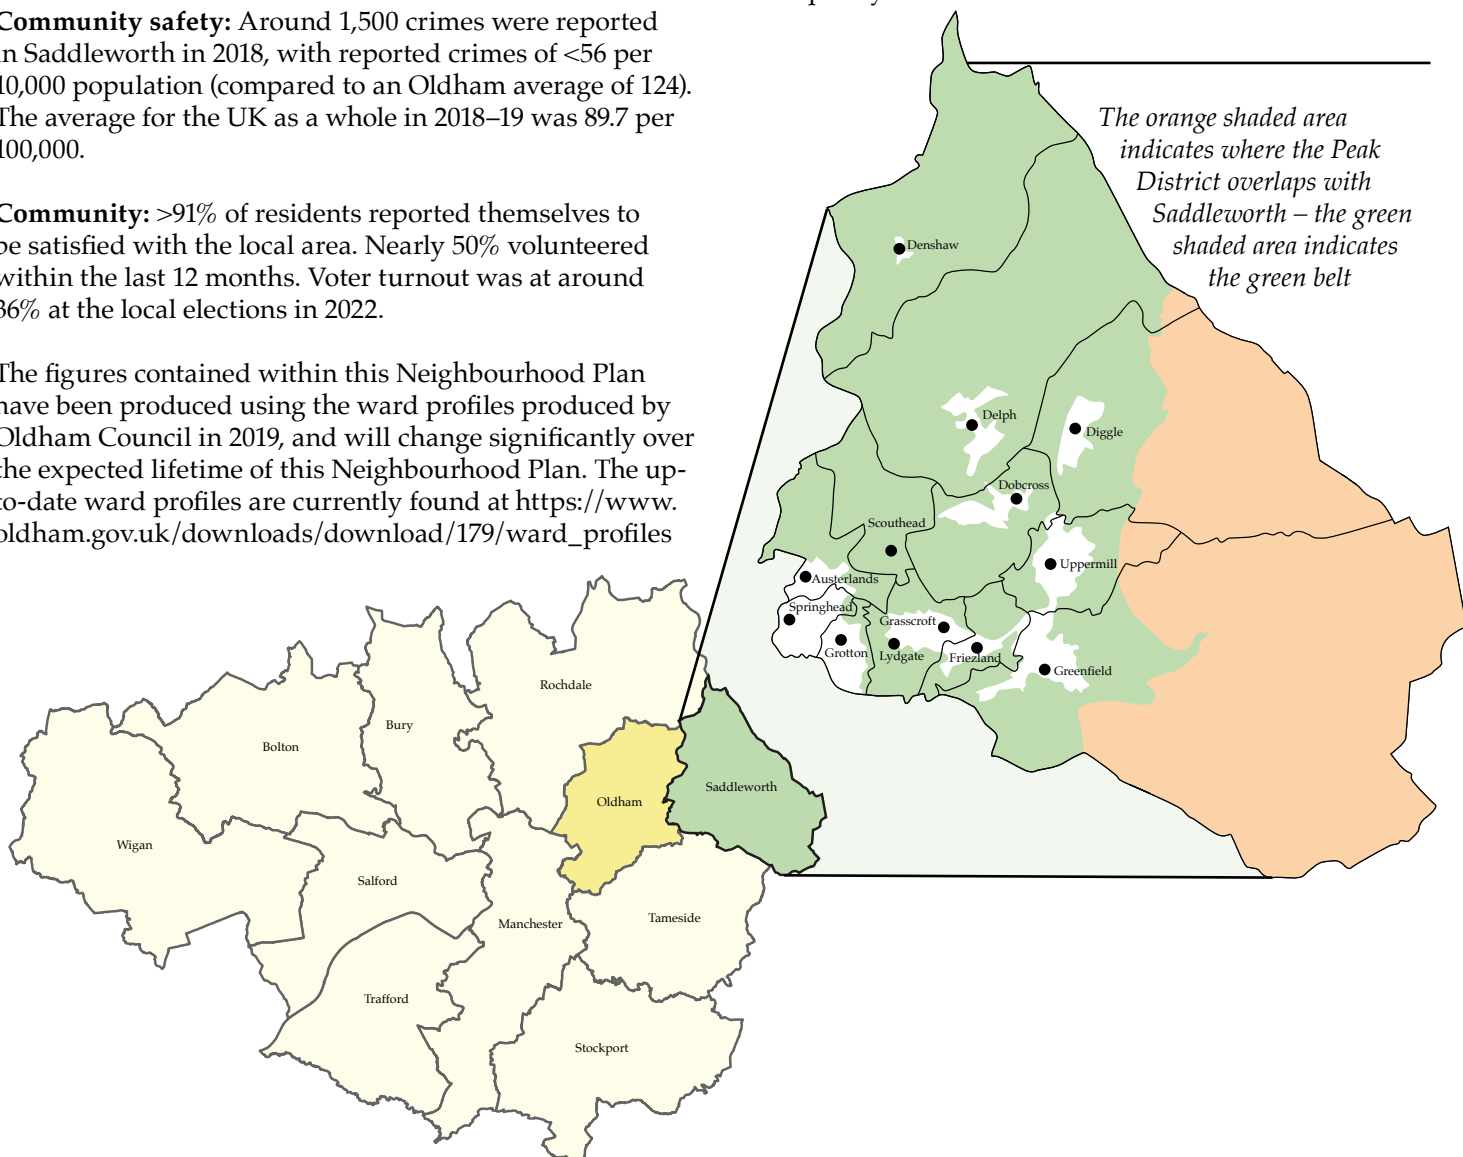 Community safety: Around 1,500 crimes were reported
in Saddleworth in 2018, with reported crimes of <56 per
10,000 population (compared to an Oldham average of 124).
The average for the UK as a whole in 2018–19 was 89.7 per
100,000.
Community: >91% of residents reported themselves to
be satisfied with the local area. Nearly 50% volunteered
within the last 12 months. Voter turnout was at around
36% at the local elections in 2022.
The figures contained within this Neighbourhood Plan
have been produced using the ward profiles produced by
Oldham Council in 2019, and will change significantly over
the expected lifetime of this Neighbourhood Plan. The up-
to-date ward profiles are currently found at https://www.
oldham.gov.uk/downloads/download/179/ward_profiles
The orange shaded area
indicates where the Peak
District overlaps with
Saddleworth – the green
shaded area indicates
the green belt
Denshaw
Delph
Diggle
Dobcross
Scouthead
Uppermill
Austerlands
Springhead
Grasscroft
Grotton
Lydgate
Friezland
Greenfield
Rochdale
Bury
Bolton
Saddleworth
Oldham
Wigan
Salford
Manchester
Tameside
Trafford
Stockport